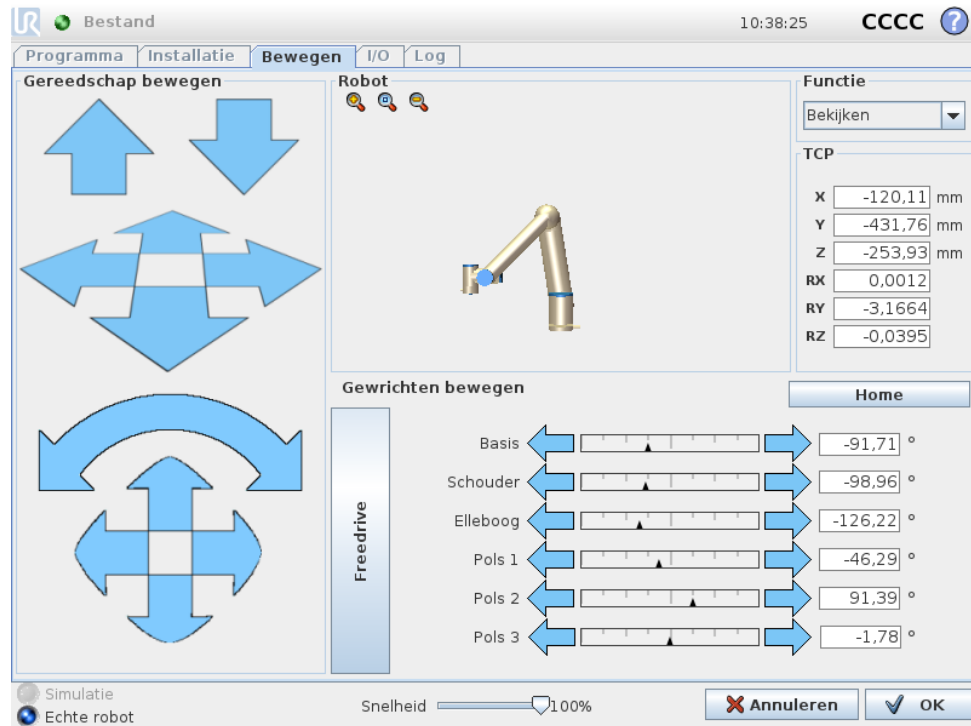 UR Bestand 10:38:25 CCCC ?
Programma Installatie Bewegen I/O Log
Gereedschap bewegen
Robot
Functie
Bekijken
TCP
X -120,11 mm
Y -431,76 mm
Z -253,93 mm
RX 0,0012
RY -3,1664
RZ -0,0395
Gewrichten bewegen
Home
Freedrive
Basis -91,71 °
Schouder -98,96 °
Elleboog -126,22 °
Pols 1 -46,29 °
Pols 2 91,39 °
Pols 3 -1,78 °
Simulatie
Echte robot
Snelheid 100%
Annuleren
OK